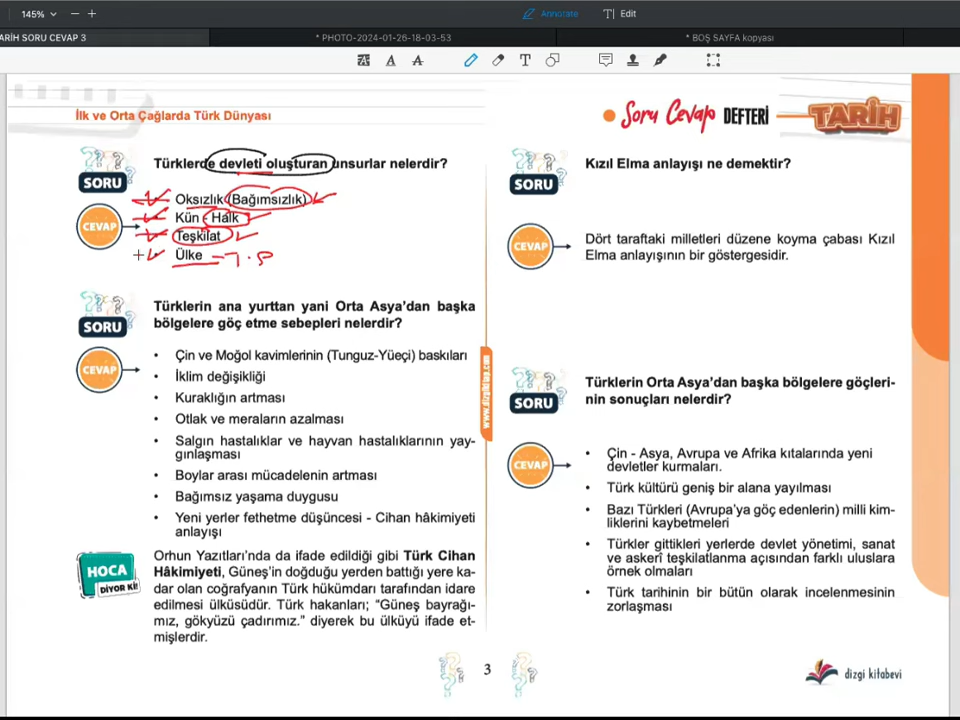 145%
Annotate
Edit
ARİH SORU CEVAP 3
* PHOTO-2024-01-26-18-03-53
* BOŞ SAYFA kopyası
İlk ve Orta Çağlarda Türk Dünyası
Soru Cevap DEFTERİ
TARİH
SORU
Türklerde devleti oluşturan unsurlar nelerdir?
CEVAP
Oksızlık (Bağımsızlık)
Kün - Halk
Teşkilat
Ülke
SORU
Türklerin ana yurttan yani Orta Asya’dan başka
bölgelere göç etme sebepleri nelerdir?
CEVAP
• Çin ve Moğol kavimlerinin (Tunguz-Yüeçi) baskıları
• İklim değişikliği
• Kuraklığın artması
• Otlak ve meraların azalması
• Salgın hastalıklar ve hayvan hastalıklarının yay-
gınlaşması
• Boylar arası mücadelenin artması
• Bağımsız yaşama duygusu
• Yeni yerler fethetme düşüncesi - Cihan hâkimiyeti
anlayışı
HOCA
DİYOR Kİ!
Orhun Yazıtları’nda da ifade edildiği gibi Türk Cihan
Hâkimiyeti, Güneş’in doğduğu yerden battığı yere ka-
dar olan coğrafyanın Türk hükümdarı tarafından idare
edilmesi ülküsüdür. Türk hakanları; “Güneş bayrağı-
mız, gökyüzü çadırımız.” diyerek bu ülküyü ifade et-
mişlerdir.
www.dizgikitap.com
SORU
Kızıl Elma anlayışı ne demektir?
CEVAP
Dört taraftaki milletleri düzene koyma çabası Kızıl
Elma anlayışının bir göstergesidir.
SORU
Türklerin Orta Asya’dan başka bölgelere göçleri-
nin sonuçları nelerdir?
CEVAP
• Çin - Asya, Avrupa ve Afrika kıtalarında yeni
devletler kurmaları.
• Türk kültürü geniş bir alana yayılması
• Bazı Türkleri (Avrupa’ya göç edenlerin) milli kim-
liklerini kaybetmeleri
• Türkler gittikleri yerlerde devlet yönetimi, sanat
ve askerî teşkilatlanma açısından farklı uluslara
örnek olmaları
• Türk tarihinin bir bütün olarak incelenmesinin
zorlaşması
3
dizgi kitabevi